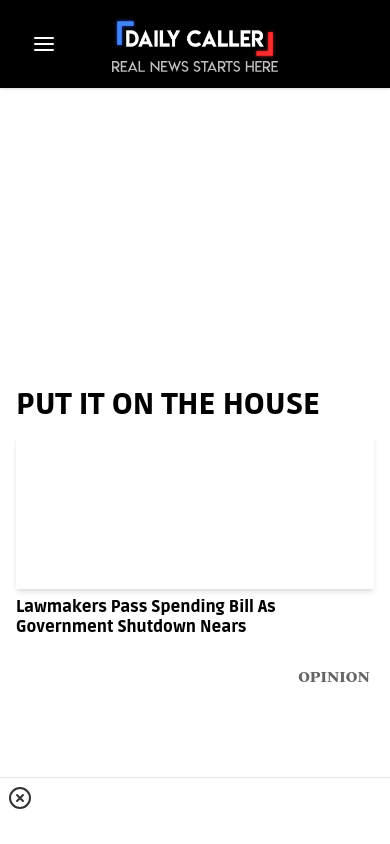 DAILY CALLER
REAL NEWS STARTS HERE
PUT IT ON THE HOUSE
Lawmakers Pass Spending Bill As
Government Shutdown Nears
OPINION